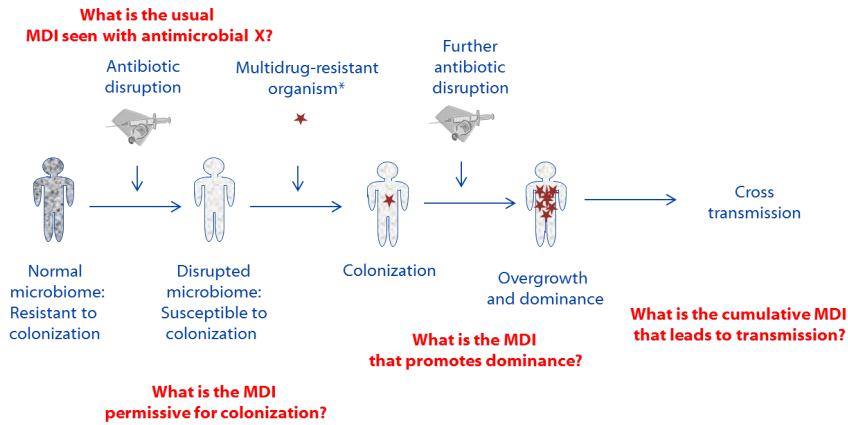 What is the usual
MDI seen with antimicrobial X?
Antibiotic
disruption
Multidrug-resistant
organism*
Further
antibiotic
disruption
Normal
microbiome:
Resistant to
colonization
Disrupted
microbiome:
Susceptible to
colonization
Colonization
Overgrowth
and dominance
Cross
transmission
What is the MDI
permissive for colonization?
What is the MDI
that promotes dominance?
What is the cumulative MDI
that leads to transmission?